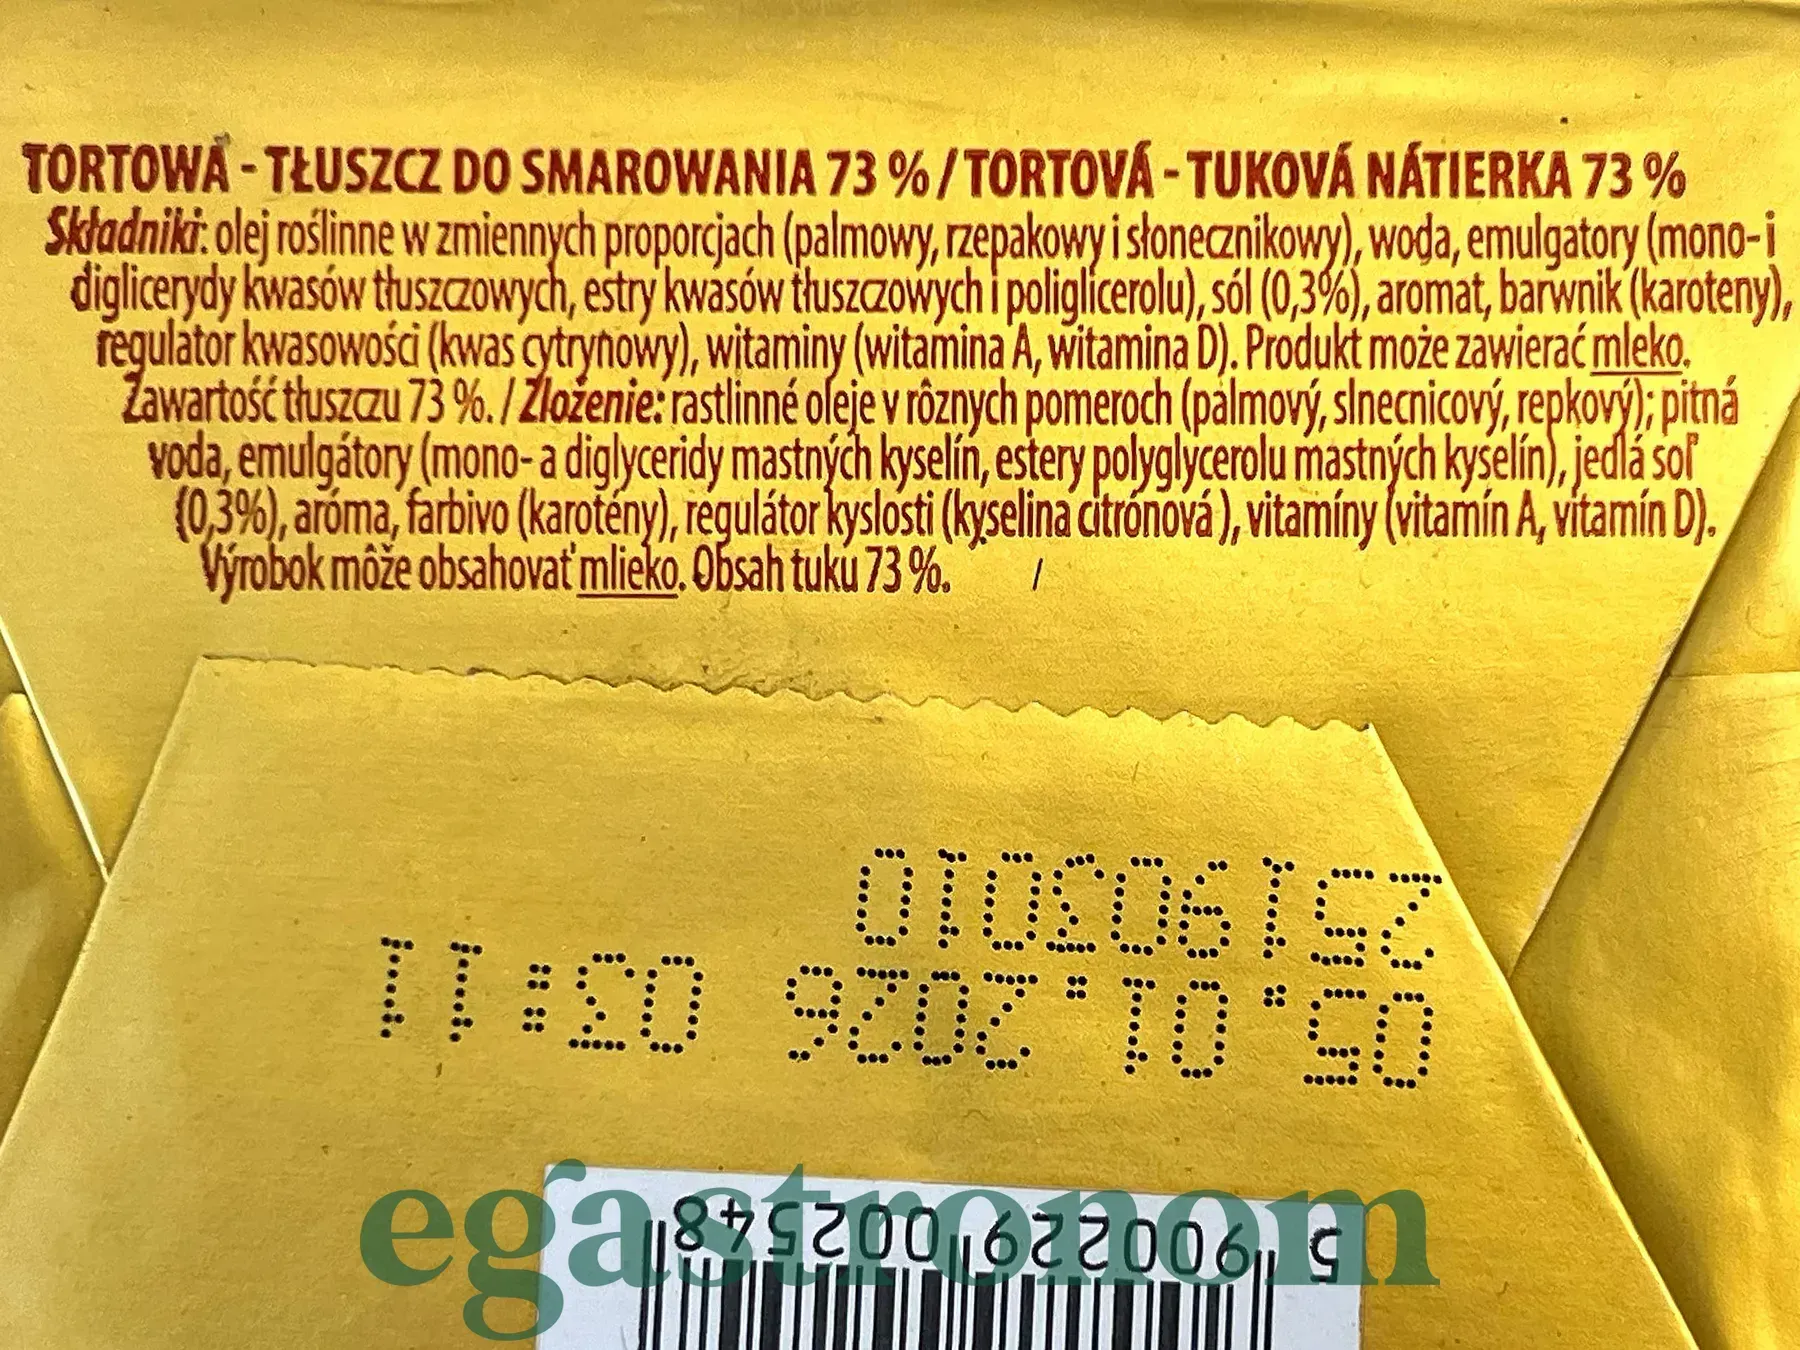 TORTOWA - TŁUSZCZ DO SMAROWANIA 73 % / TORTOVÁ - TUKOVÁ NÁTIERKA 73 %
Składniki: olej roślinne w zmiennych proporcjach (palmowy, rzepakowy i słonecznikowy), woda, emulgatory (mono- i
diglicerydy kwasów tłuszczowych, estry kwasów tłuszczowych i poliglicerolu), sól (0,3%), aromat, barwnik (karoteny),
regulator kwasowości (kwas cytrynowy), witaminy (witamina A, witamina D). Produkt może zawierać mleko.
Zawartość tłuszczu 73 %. / Zloženie: rastlinné oleje v rôznych pomeroch (palmový, slnecnicový, repkový); pitná
voda, emulgátory (mono- a diglyceridy mastných kyselín, estery polyglycerolu mastných kyselín), jedlá soľ
(0,3%), aróma, farbivo (karotény), regulátor kyslosti (kyselina citrónová ), vitamíny (vitamín A, vitamín D).
Výrobok môže obsahovať mlieko. Obsah tuku 73 %. /
251903010
05.01.2026 03:11
5 900229 002548
egastronom